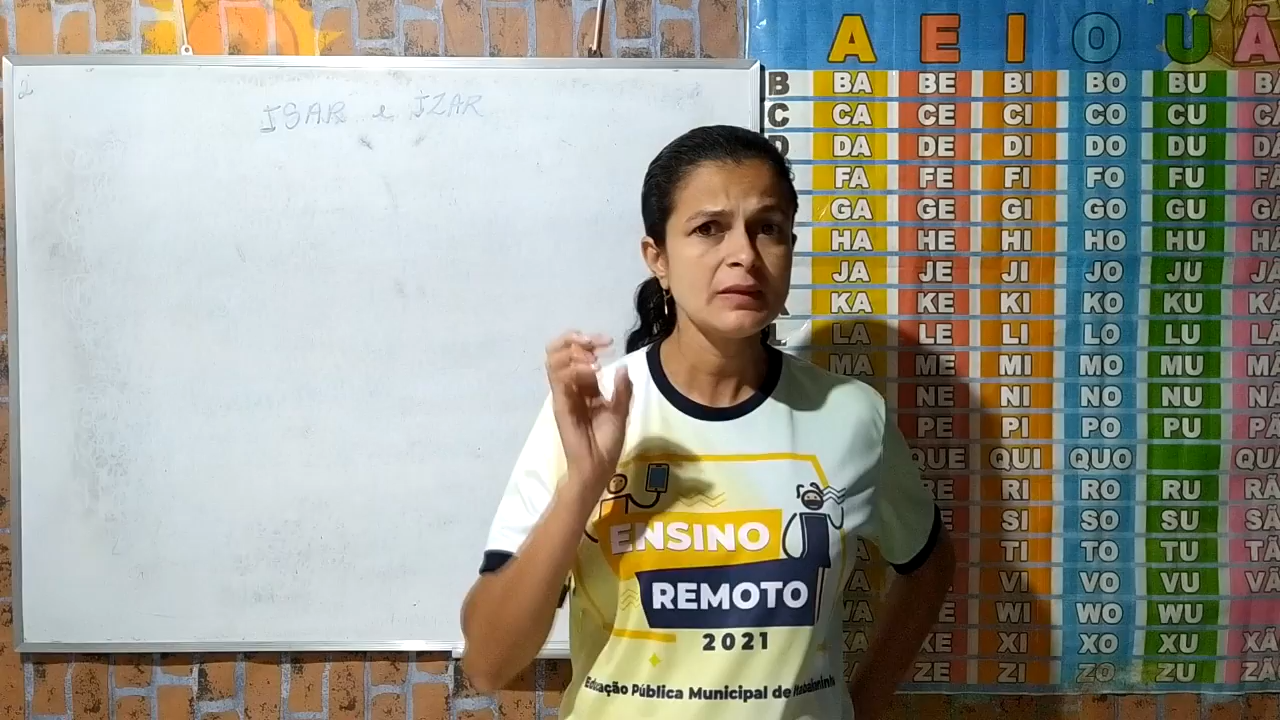 ISAR e IZAR
A E I O U Ã
B BA BE BI BO BU
C CA CE CI CO CU
DA DE DI DO DU
FA FE FI FO FU
GA GE GI GO GU
HA HE HI HO HU
JA JE JI JO JU
KA KE KI KO KU
L LA LE LI LO LU
MA ME MI MO MU
NE NI NO NU
PE PI PO PU
QUE QUI QUO
RE RI RO RU
SI SO SU
TI TO TU
VI VO VU
WI WO WU
XE XI XO XU XÃ
ZE ZI ZO ZU
ENSINO
REMOTO
2021
Educação Pública Municipal de